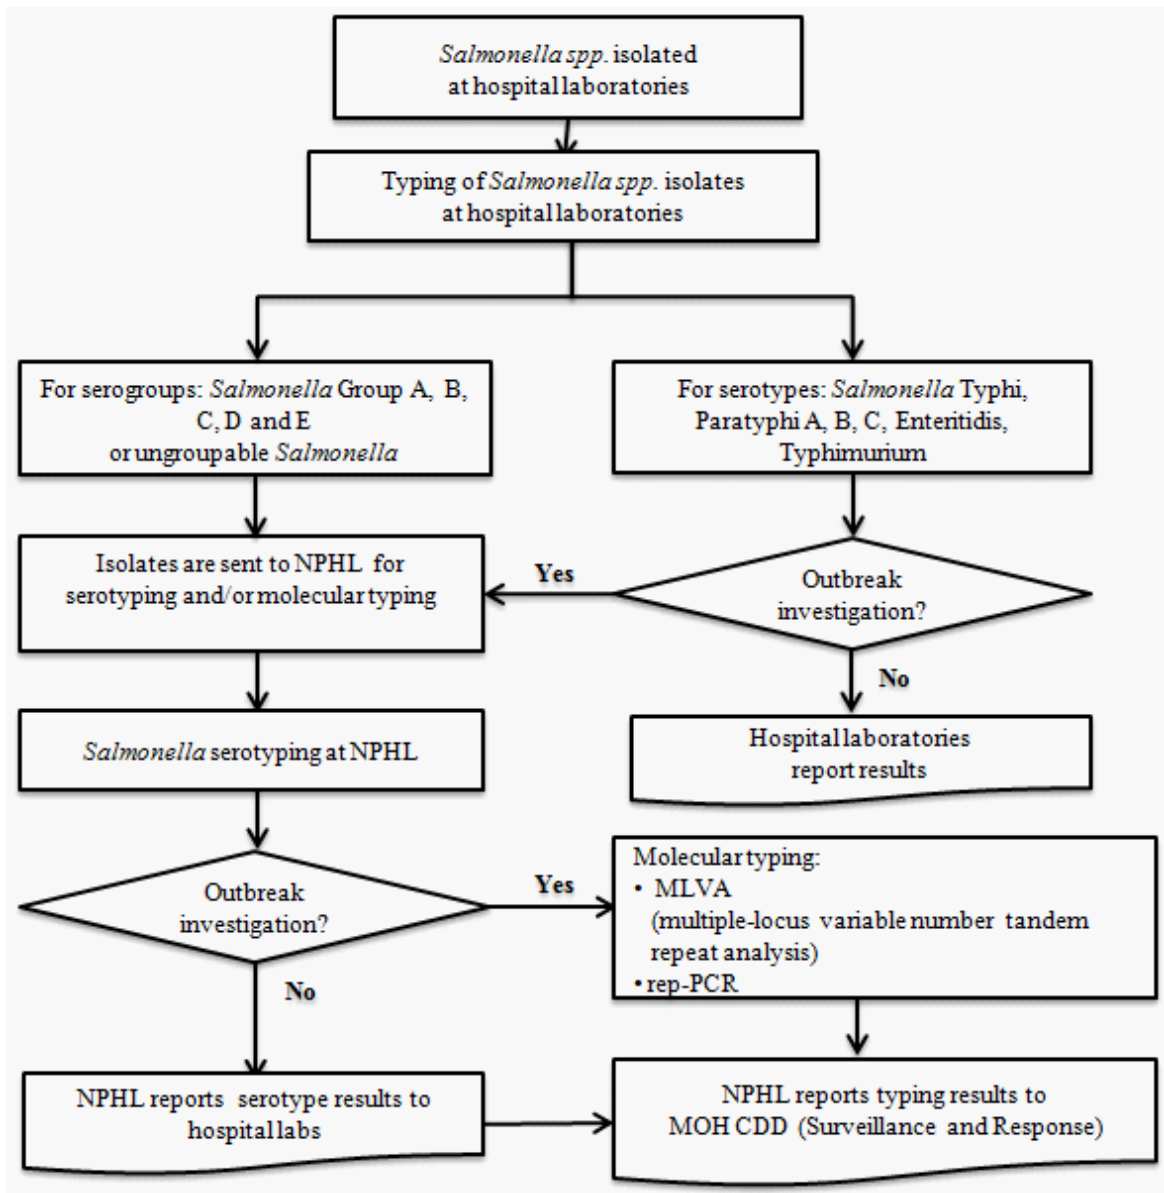 Salmonella spp. isolated
at hospital laboratories
Typing of Salmonella spp. isolates
at hospital laboratories
For serogroups: Salmonella Group A, B,
C, D and E
or ungroupable Salmonella
For serotypes: Salmonella Typhi,
Paratyphi A, B, C, Enteritidis,
Typhimurium
Isolates are sent to NPHL for
serotyping and/or molecular typing
Yes
Outbreak
investigation?
No
Salmonella serotyping at NPHL
Hospital laboratories
report results
Outbreak
investigation?
Yes
No
Molecular typing:
• MLVA
(multiple-locus variable number tandem
repeat analysis)
• rep-PCR
NPHL reports serotype results to
hospital labs
NPHL reports typing results to
MOH CDD (Surveillance and Response)